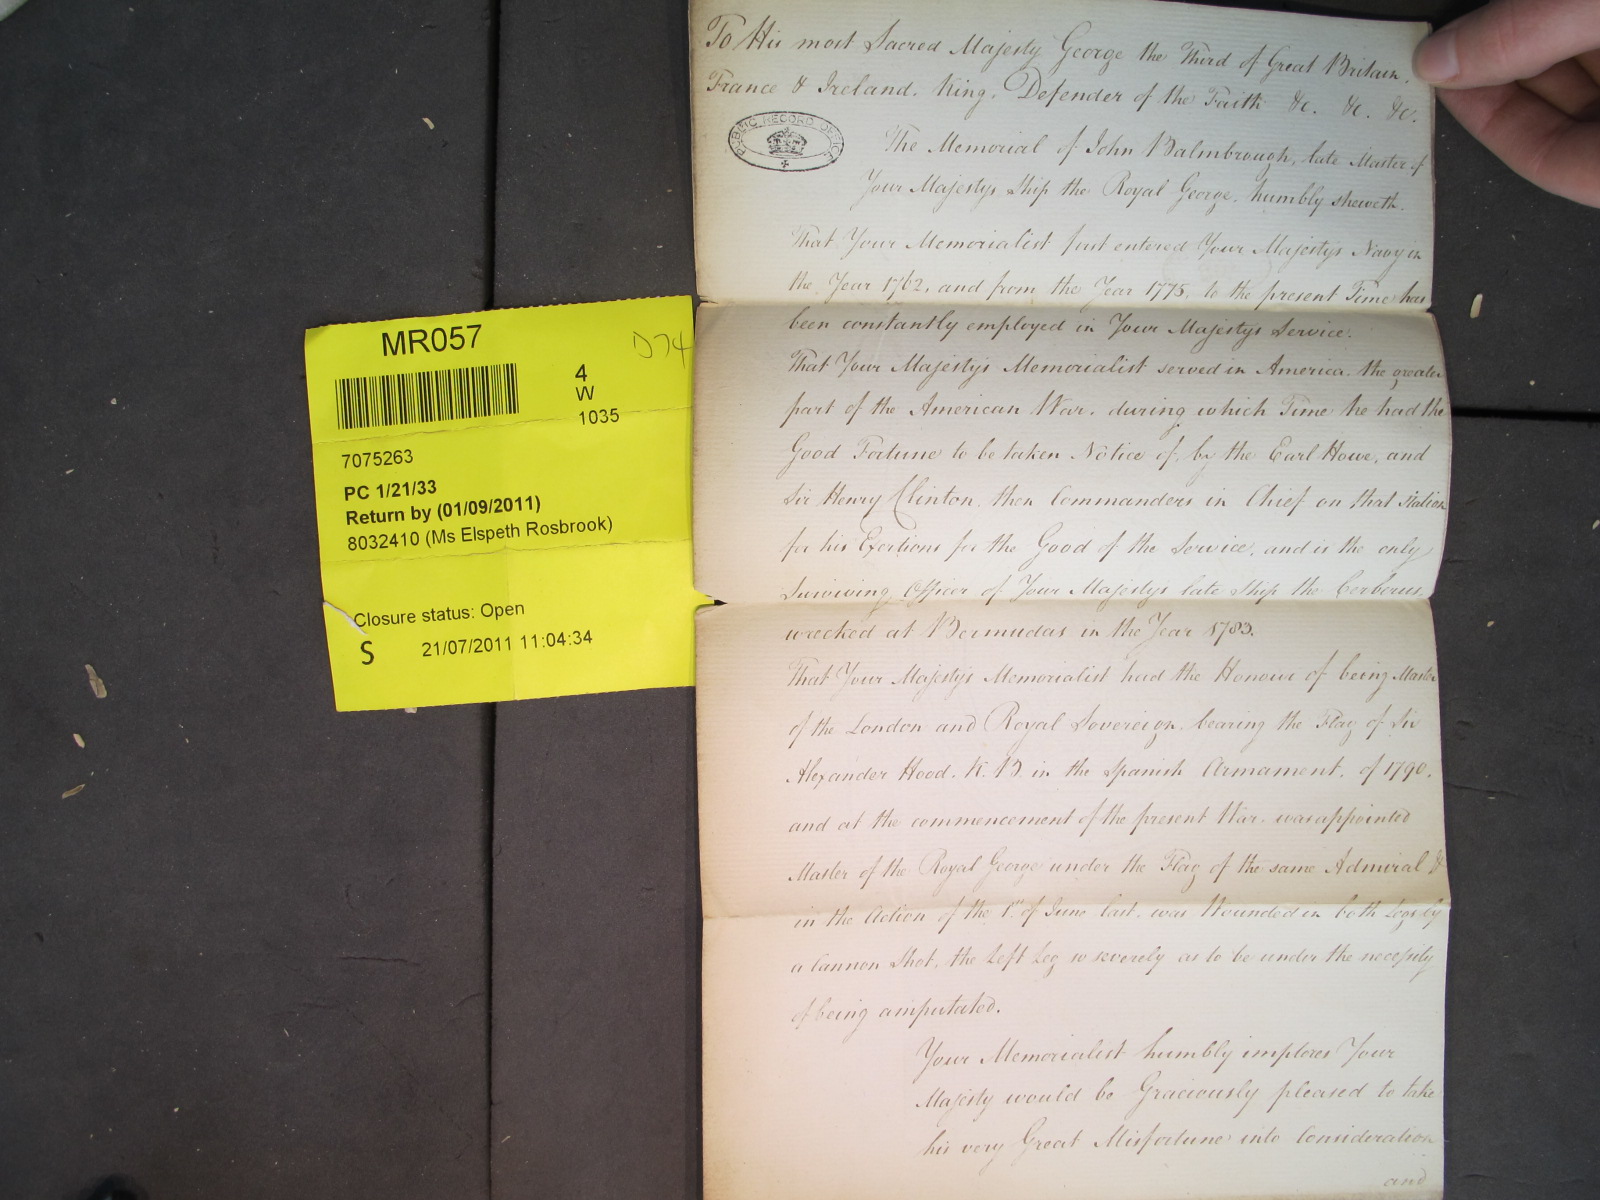 MR057
D74
4
W
1035
7075263
PC 1/21/33
Return by (01/09/2011)
8032410 (Ms Elspeth Rosbrook)
Closure status: Open
S 21/07/2011 11:04:34
To His most Sacred Majesty George the Third of Great Britain,
France & Ireland. King. Defender of the Faith &c. &c. &c.
PUBLIC RECORD OFFICE
The Memorial of John Balmbrough, late Master of
Your Majestys Ship the Royal George, humbly sheweth.
That Your Memorialist first entered Your Majestys Navy in
the Year 1762, and from the Year 1775, to the present Time has
been constantly employed in Your Majestys Service.
That Your Majestys Memorialist served in America. the greater
part of the American War. during which Time he had the
Good Fortune to be taken Notice of, by the Earl Howe, and
Sir Henry Clinton, then Commanders in Chief on that Station
for his Exertions for the Good of the Service, and is the only
Surviving Officer of Your Majestys late Ship the Cerberus,
wrecked at Bermudas in the Year 1783.
That Your Majestys Memorialist had the Honour of being Master
of the London and Royal Sovereign. bearing the Flag of Sir
Alexander Hood. K. B. in the Spanish Armament, of 1790.
and at the commencement of the present War. was appointed
Master of the Royal George under the Flag of the same Admiral &
in the Action of the 1st of June last. was Wounded in both Legs by
a Cannon Shot, the Left Leg so severely as to be under the necessity
of being amputated.
Your Memorialist humbly implores Your
Majesty would be Graciously pleased to take
his very Great Misfortune into Consideration
and